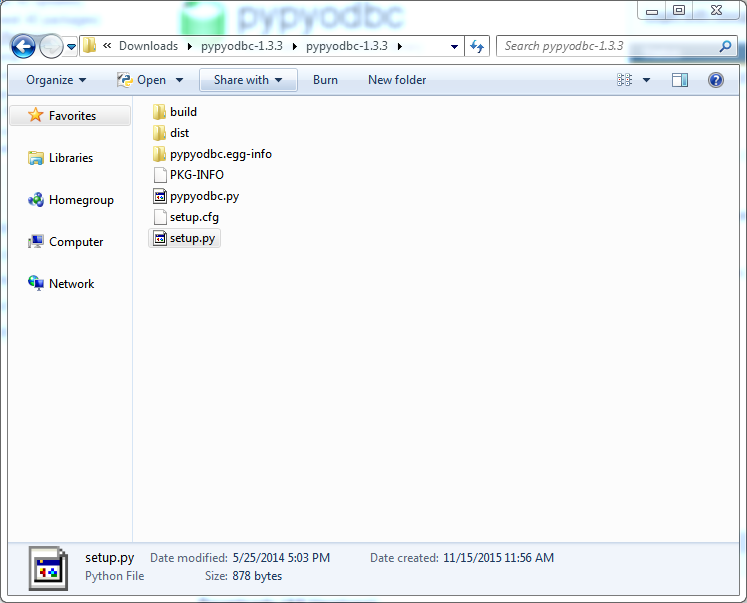 pypyodbc
« Downloads ▸ pypyodbc-1.3.3 ▸ pypyodbc-1.3.3 ▸
Search pypyodbc-1.3.3
Organize Open Share with Burn New folder
Favorites
Libraries
Homegroup
Computer
Network
build
dist
pypyodbc.egg-info
PKG-INFO
pypyodbc.py
setup.cfg
setup.py
setup.py Date modified: 5/25/2014 5:03 PM Date created: 11/15/2015 11:56 AM
Python File Size: 878 bytes